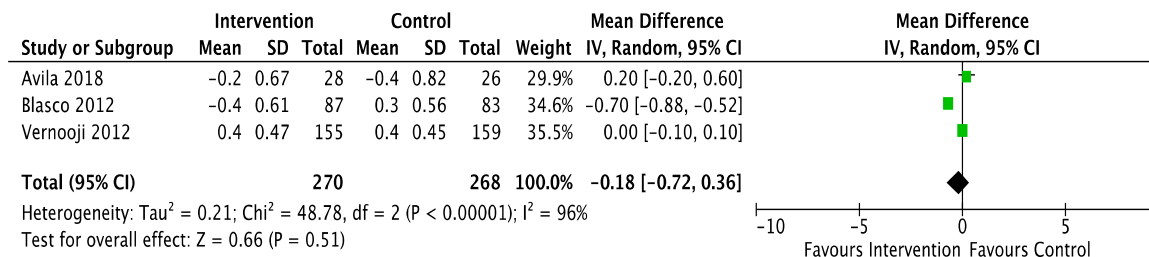 Intervention Control Mean Difference Mean Difference
Study or Subgroup Mean SD Total Mean SD Total Weight IV, Random, 95% CI IV, Random, 95% CI
Avila 2018 −0.2 0.67 28 −0.4 0.82 26 29.9% 0.20 [−0.20, 0.60]
Blasco 2012 −0.4 0.61 87 0.3 0.56 83 34.6% −0.70 [−0.88, −0.52]
Vernooji 2012 0.4 0.47 155 0.4 0.45 159 35.5% 0.00 [−0.10, 0.10]
Total (95% CI) 270 268 100.0% −0.18 [−0.72, 0.36]
Heterogeneity: Tau² = 0.21; Chi² = 48.78, df = 2 (P < 0.00001); I² = 96%
Test for overall effect: Z = 0.66 (P = 0.51)
−10 −5 0 5
Favours Intervention Favours Control